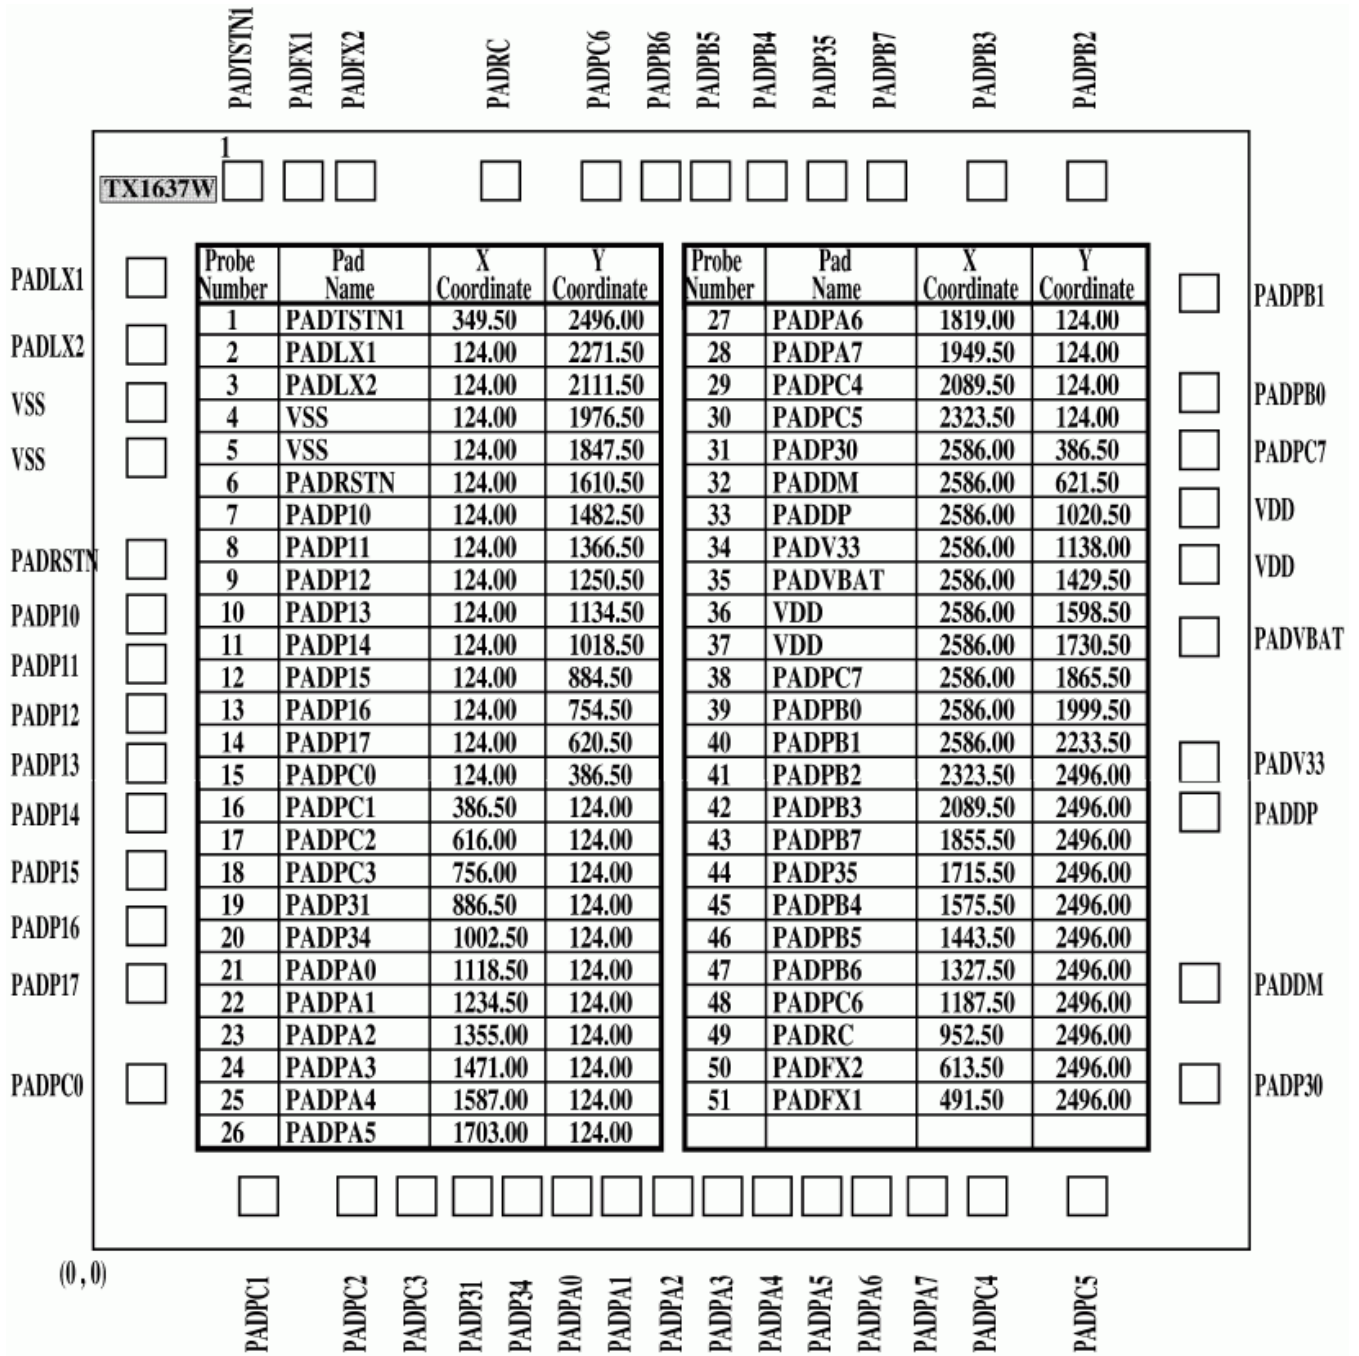 PADTSTN1 PADFX1 PADFX2 PADRC PADPC6 PADPB6 PADPB5 PADPB4 PADP35 PADPB7 PADPB3 PADPB2
1
TX1637W
PADLX1
PADLX2
VSS
VSS
PADRSTN
PADP10
PADP11
PADP12
PADP13
PADP14
PADP15
PADP16
PADP17
PADPC0
Probe Number Pad Name X Coordinate Y Coordinate
1 PADTSTN1 349.50 2496.00
2 PADLX1 124.00 2271.50
3 PADLX2 124.00 2111.50
4 VSS 124.00 1976.50
5 VSS 124.00 1847.50
6 PADRSTN 124.00 1610.50
7 PADP10 124.00 1482.50
8 PADP11 124.00 1366.50
9 PADP12 124.00 1250.50
10 PADP13 124.00 1134.50
11 PADP14 124.00 1018.50
12 PADP15 124.00 884.50
13 PADP16 124.00 754.50
14 PADP17 124.00 620.50
15 PADPC0 124.00 386.50
16 PADPC1 386.50 124.00
17 PADPC2 616.00 124.00
18 PADPC3 756.00 124.00
19 PADP31 886.50 124.00
20 PADP34 1002.50 124.00
21 PADPA0 1118.50 124.00
22 PADPA1 1234.50 124.00
23 PADPA2 1355.00 124.00
24 PADPA3 1471.00 124.00
25 PADPA4 1587.00 124.00
26 PADPA5 1703.00 124.00
Probe Number Pad Name X Coordinate Y Coordinate
27 PADPA6 1819.00 124.00
28 PADPA7 1949.50 124.00
29 PADPC4 2089.50 124.00
30 PADPC5 2323.50 124.00
31 PADP30 2586.00 386.50
32 PADDM 2586.00 621.50
33 PADDP 2586.00 1020.50
34 PADV33 2586.00 1138.00
35 PADVBAT 2586.00 1429.50
36 VDD 2586.00 1598.50
37 VDD 2586.00 1730.50
38 PADPC7 2586.00 1865.50
39 PADPB0 2586.00 1999.50
40 PADPB1 2586.00 2233.50
41 PADPB2 2323.50 2496.00
42 PADPB3 2089.50 2496.00
43 PADPB7 1855.50 2496.00
44 PADP35 1715.50 2496.00
45 PADPB4 1575.50 2496.00
46 PADPB5 1443.50 2496.00
47 PADPB6 1327.50 2496.00
48 PADPC6 1187.50 2496.00
49 PADRC 952.50 2496.00
50 PADFX2 613.50 2496.00
51 PADFX1 491.50 2496.00
PADPB1
PADPB0
PADPC7
VDD
VDD
PADVBAT
PADV33
PADDP
PADDM
PADP30
(0 , 0)
PADPC1 PADPC2 PADPC3 PADP31 PADP34 PADPA0 PADPA1 PADPA2 PADPA3 PADPA4 PADPA5 PADPA6 PADPA7 PADPC4 PADPC5